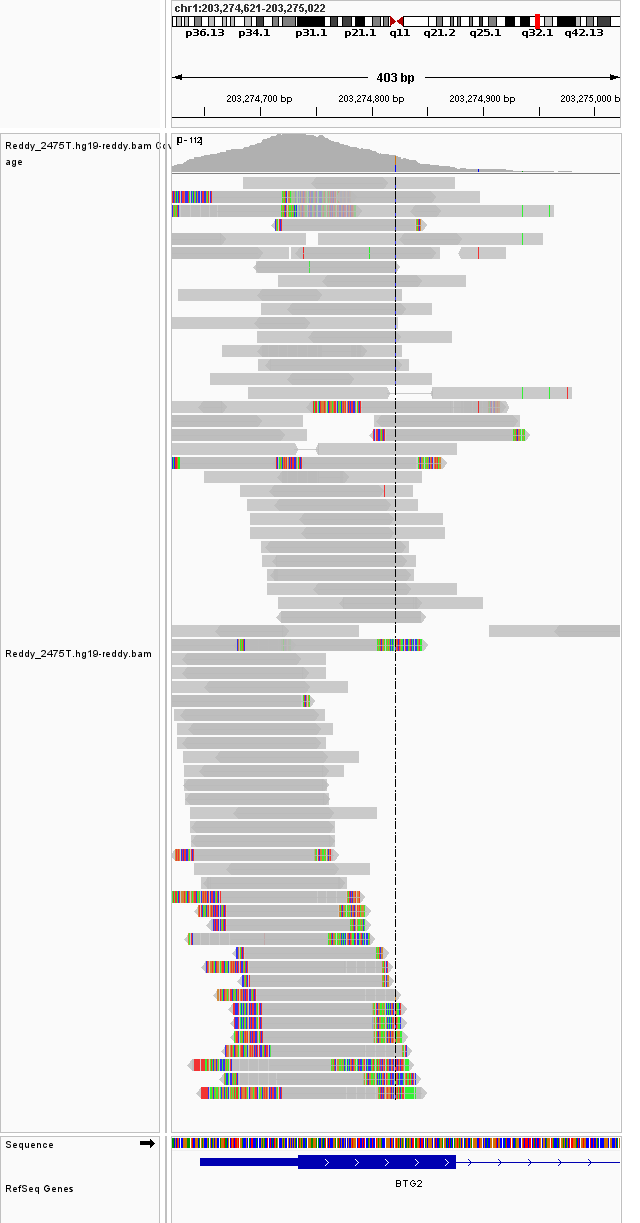 chr1:203,274,621-203,275,022
p36.13 p34.1 p31.1 p21.1 q11 q21.2 q25.1 q32.1 q42.13
403 bp
203,274,700 bp 203,274,800 bp 203,274,900 bp 203,275,000
Reddy_2475T.hg19-reddy.bam
age
[0 - 112]
Reddy_2475T.hg19-reddy.bam
Sequence
RefSeq Genes
BTG2